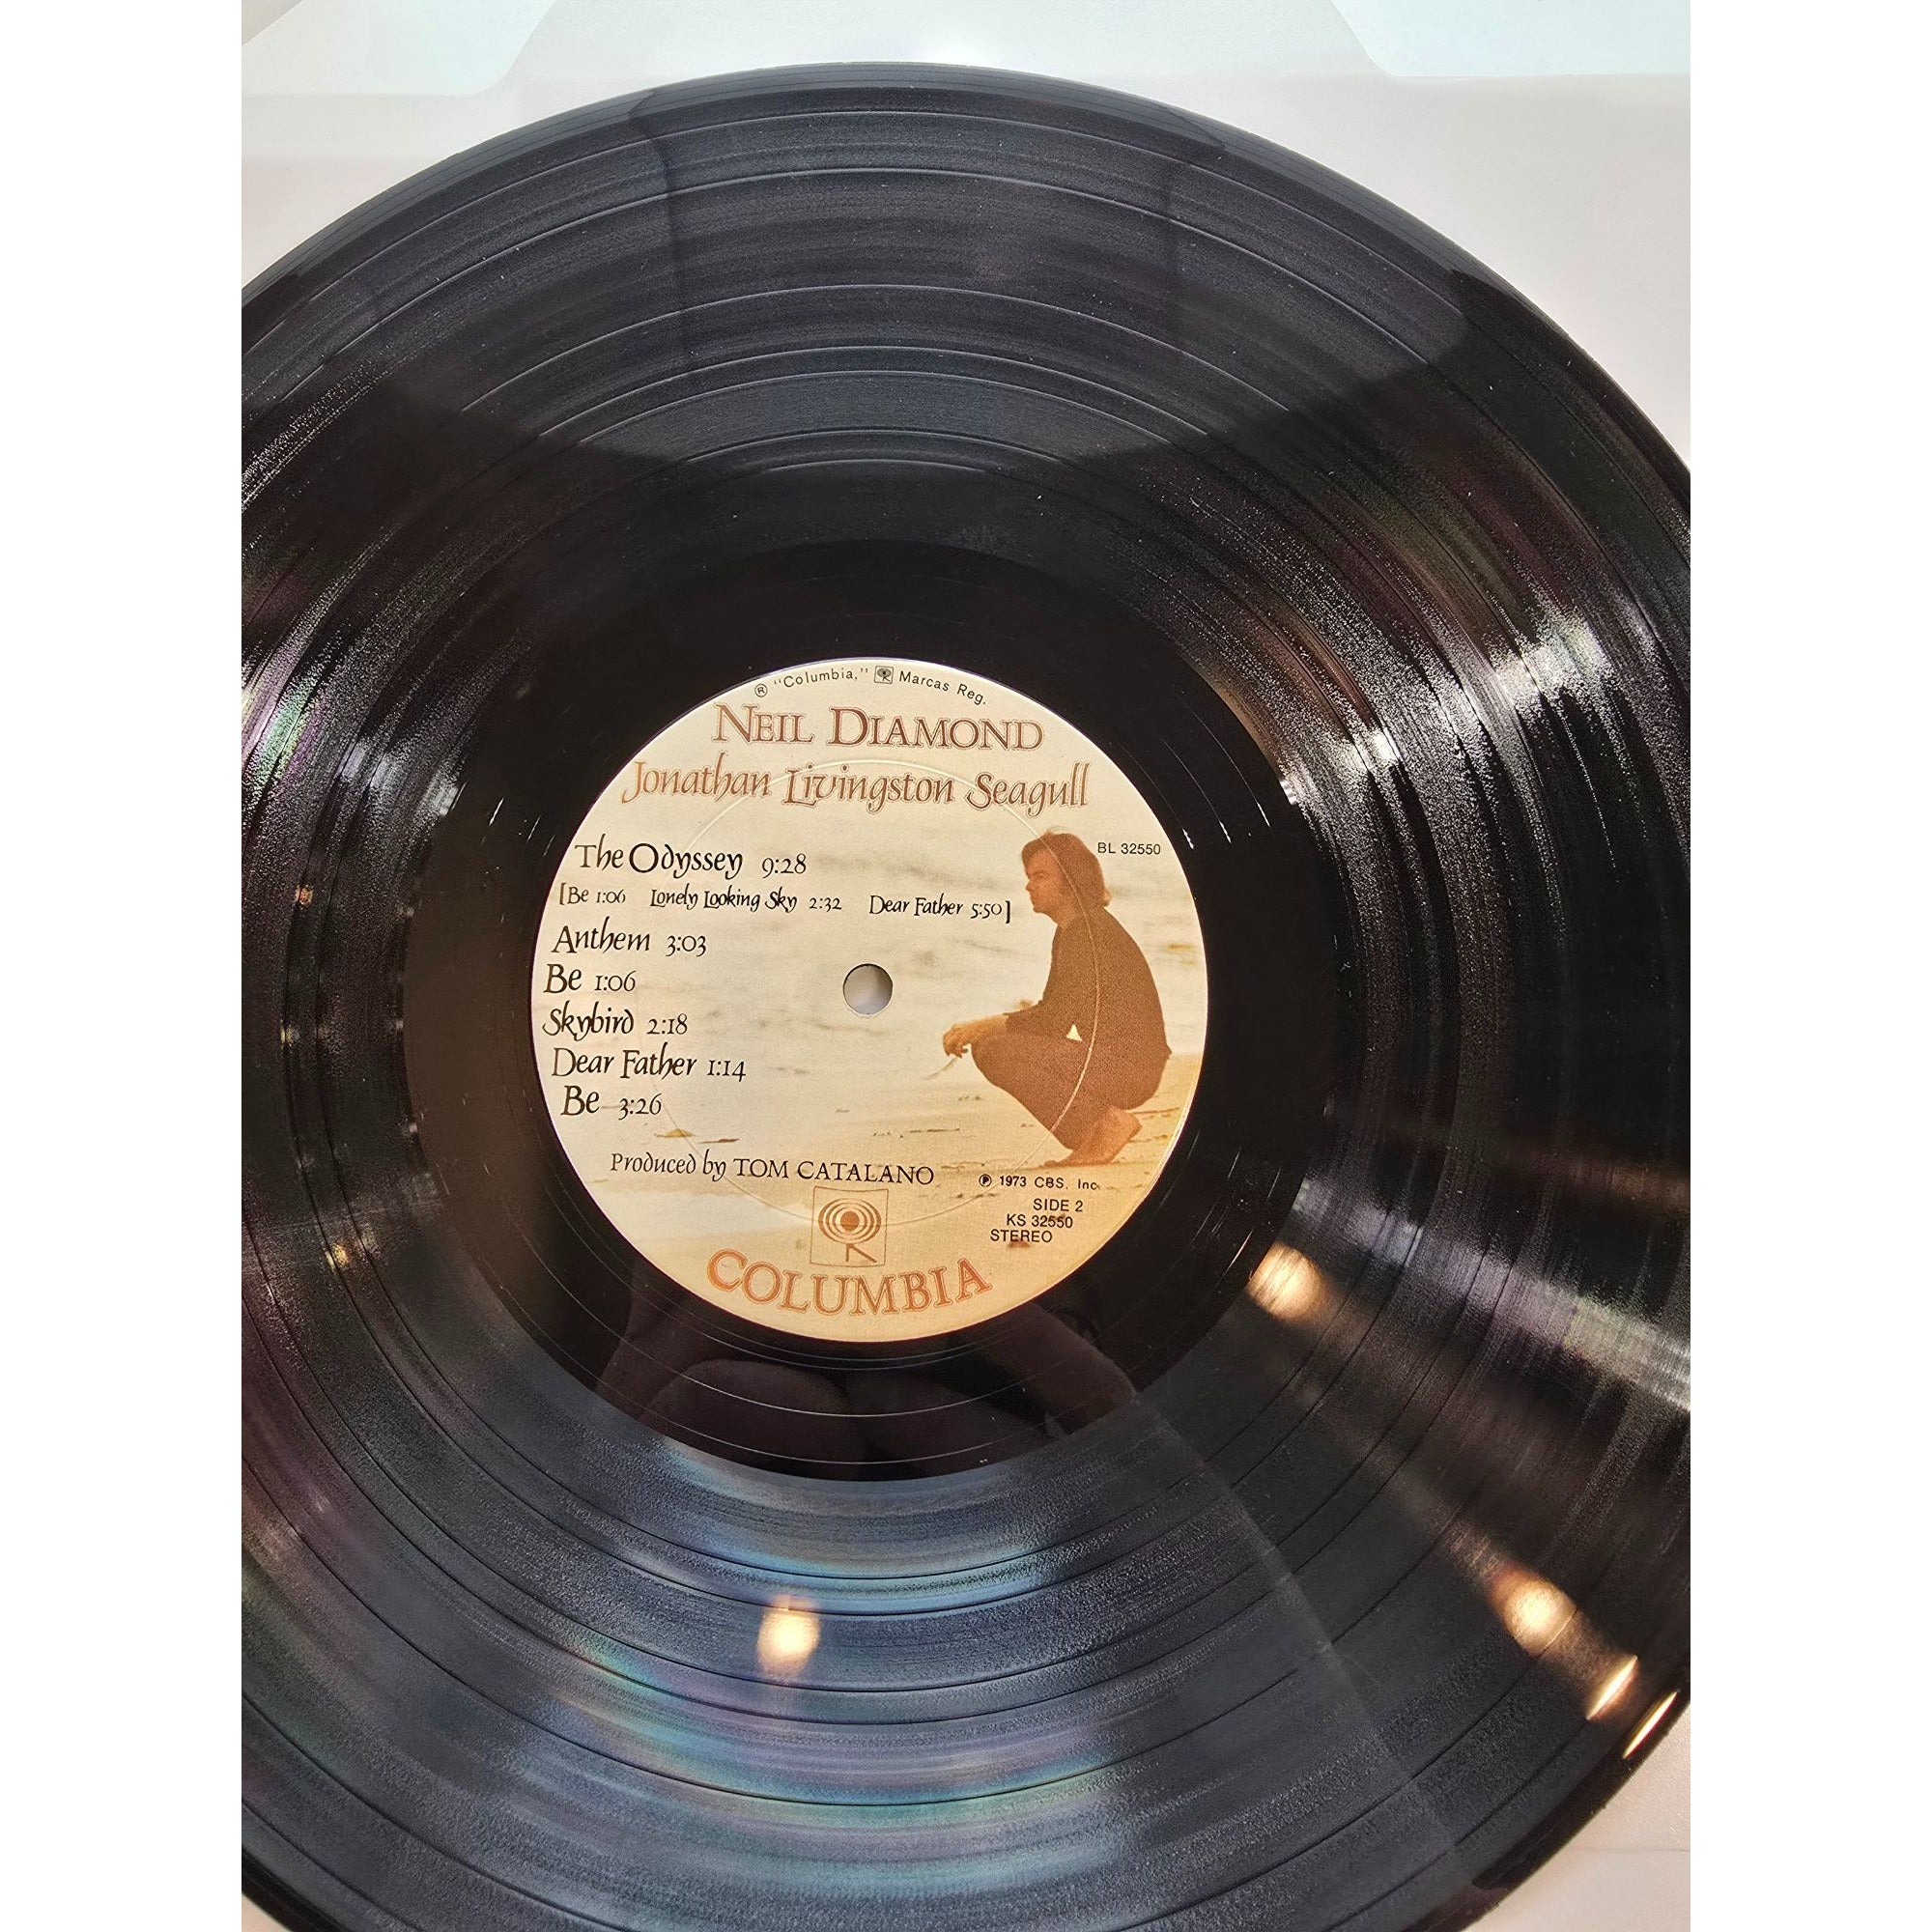 ® "Columbia," Marcas Reg.
NEIL DIAMOND
Jonathan Livingston Seagull
BL 32550
The Odyssey 9:28
[Be 1:06 Lonely Looking Sky 2:32 Dear Father 5:50]
Anthem 3:03
Be 1:06
Skybird 2:18
Dear Father 1:14
Be 3:26
Produced by TOM CATALANO
℗ 1973 CBS, Inc.
SIDE 2
KS 32550
STEREO
COLUMBIA